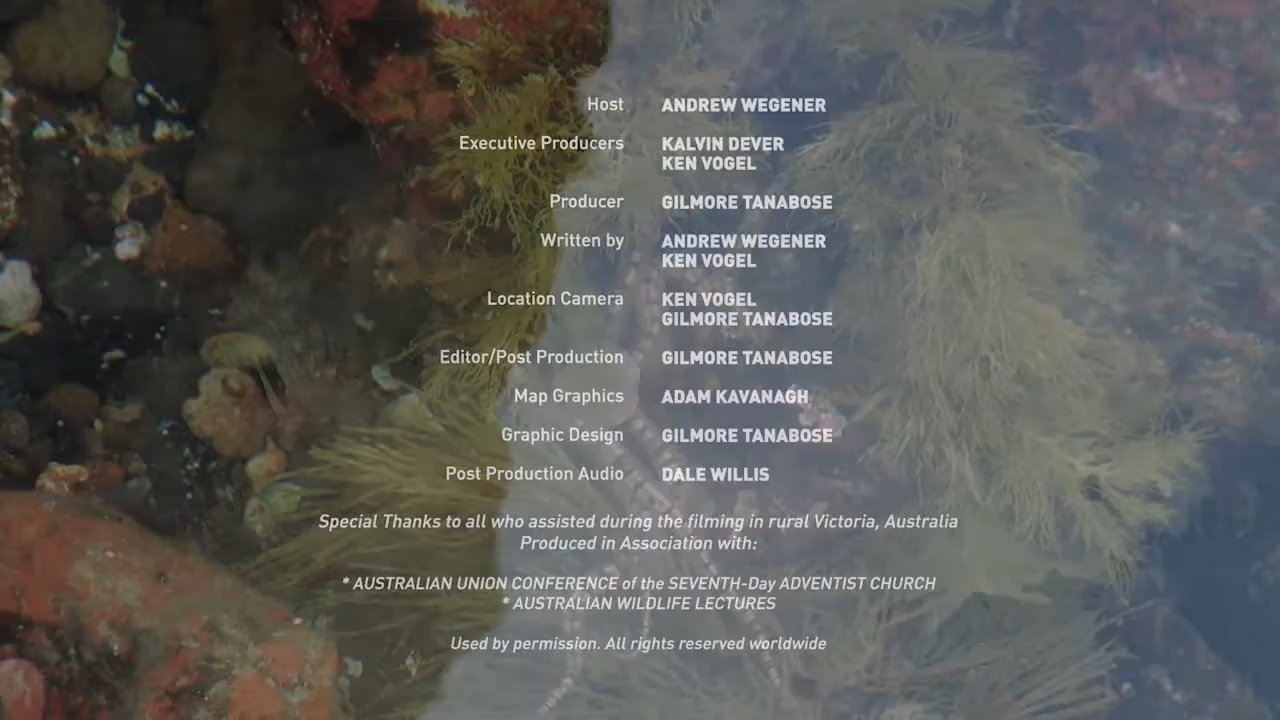 Host ANDREW WEGENER
Executive Producers KALVIN DEVER
KEN VOGEL
Producer GILMORE TANABOSE
Written by ANDREW WEGENER
KEN VOGEL
Location Camera KEN VOGEL
GILMORE TANABOSE
Editor/Post Production GILMORE TANABOSE
Map Graphics ADAM KAVANAGH
Graphic Design GILMORE TANABOSE
Post Production Audio DALE WILLIS
Special Thanks to all who assisted during the filming in rural Victoria, Australia
Produced in Association with:
* AUSTRALIAN UNION CONFERENCE of the SEVENTH-Day ADVENTIST CHURCH
* AUSTRALIAN WILDLIFE LECTURES
Used by permission. All rights reserved worldwide